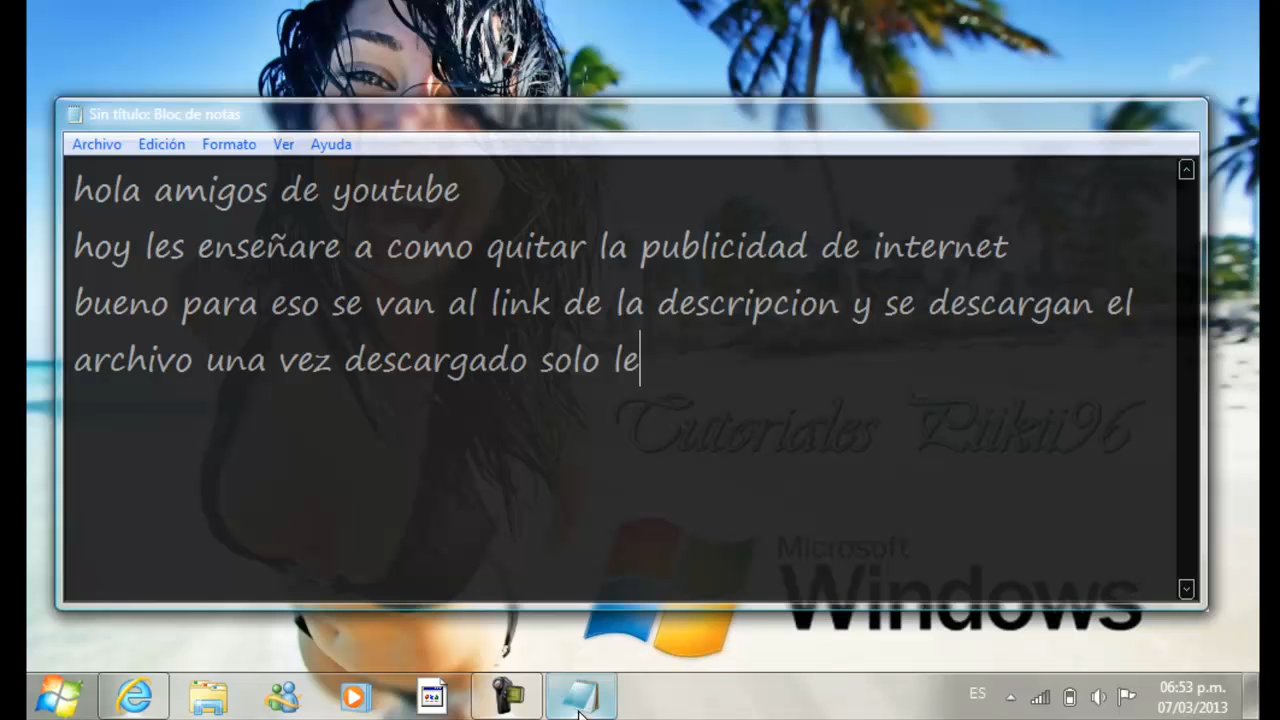 Sin título: Bloc de notas
Archivo Edición Formato Ver Ayuda
hola amigos de youtube
hoy les enseñare a como quitar la publicidad de internet
bueno para eso se van al link de la descripcion y se descargan el
archivo una vez descargado solo le
Tutoriales Piikii96
Microsoft
Windows
ES
06:53 p.m.
07/03/2013